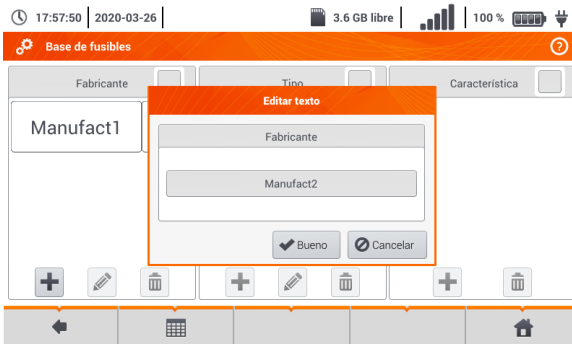 17:57:50 2020-03-26 3.6 GB libre 100 %
Base de fusibles ?
Fabricante Tipo Característica
Editar texto
Manufact1
Fabricante
Manufact2
Bueno Cancelar